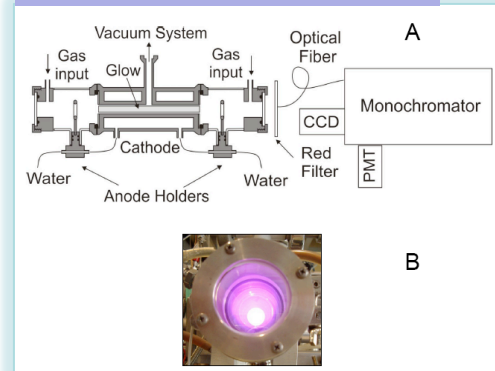 Vacuum System
Optical
Fiber
A
Gas
input
Gas
input
Glow
Monochromator
CCD
Cathode
Red
Filter
PMT
Water
Water
Anode Holders
B